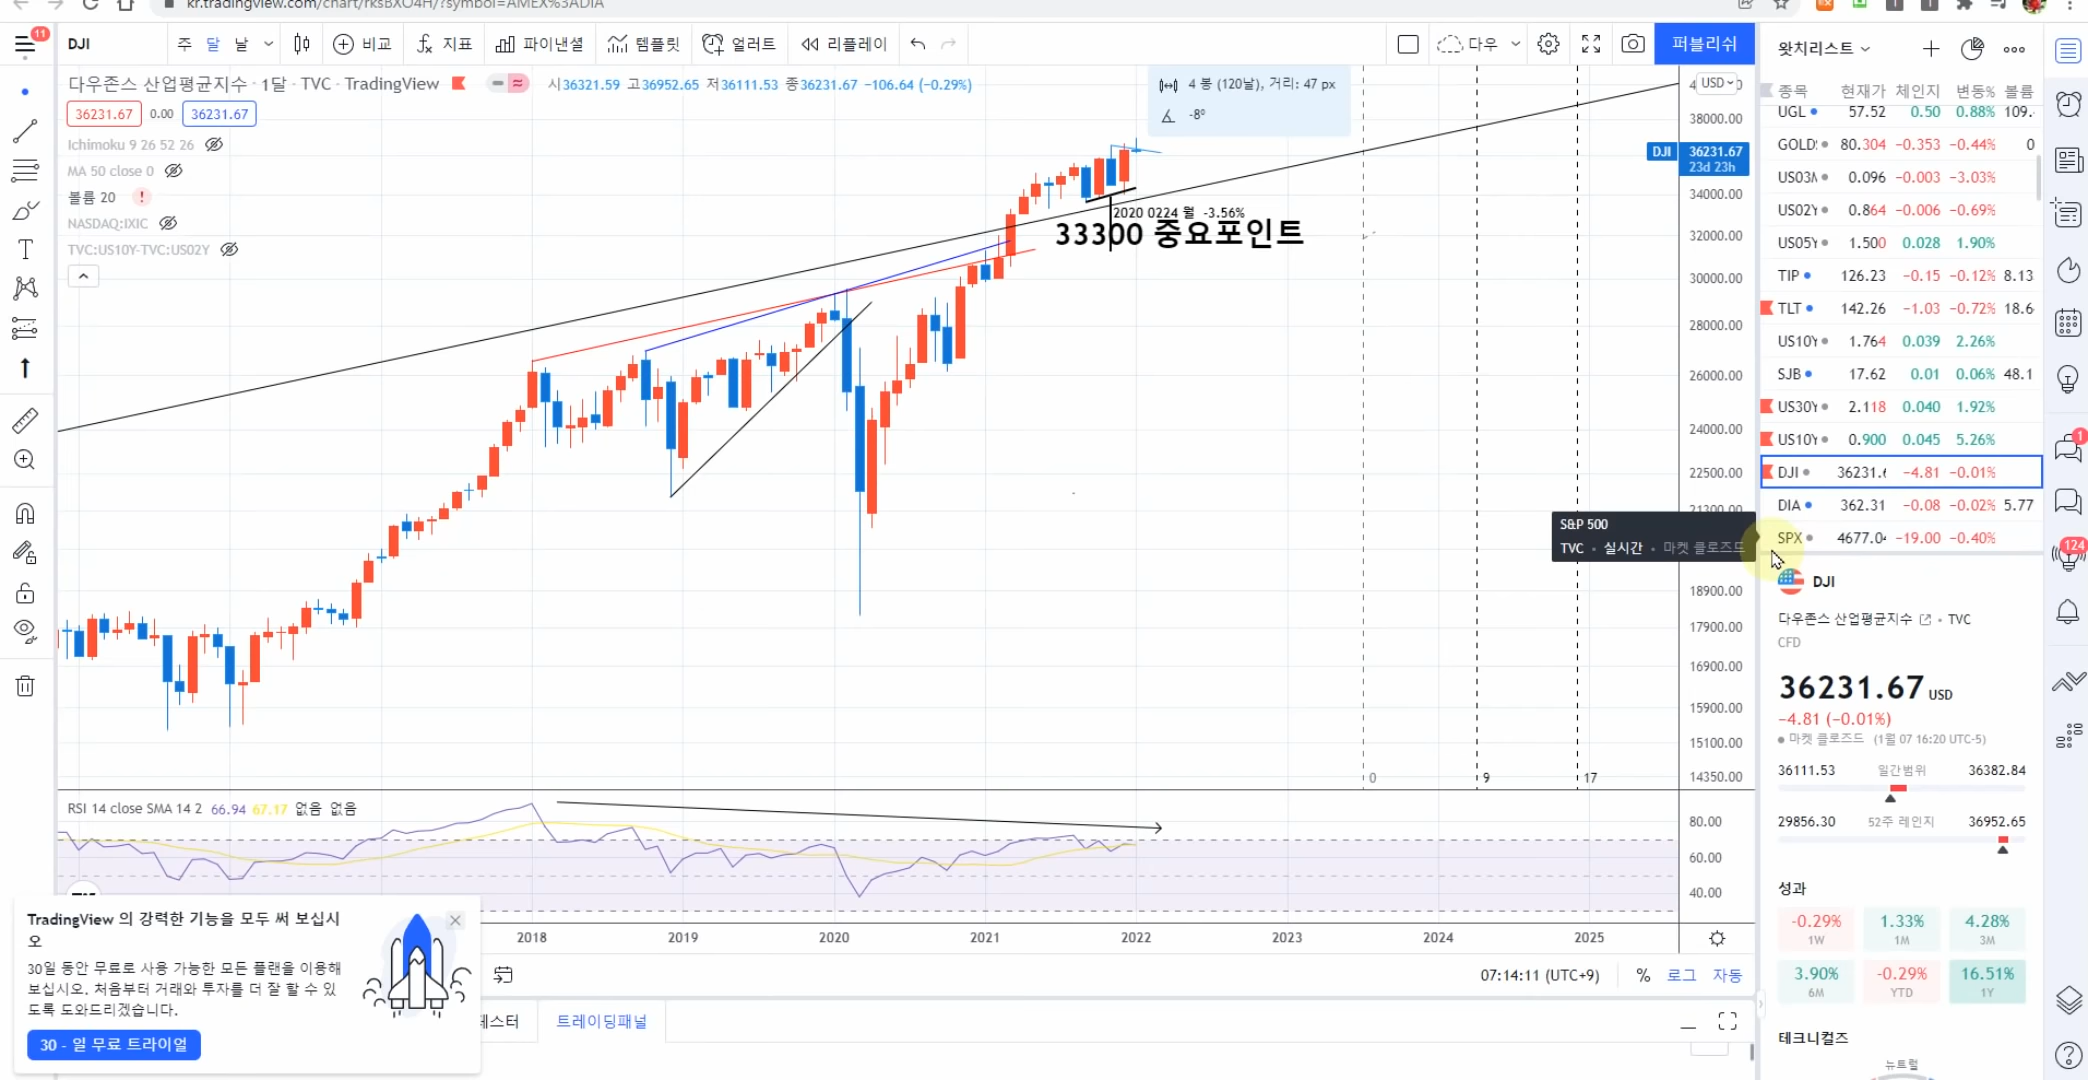 kr.tradingview.com/chart/rksBXO4H/?symbol=AMEX%3ADIA
11
DJI
주 달 날
비교
지표
파이낸셜
템플릿
얼러트
리플레이
다우
퍼블리쉬
다우존스 산업평균지수 · 1달 · TVC · TradingView
시36321.59 고36952.65 저36111.53 종36231.67 −106.64 (−0.29%)
36231.67 0.00 36231.67
Ichimoku 9 26 52 26
MA 50 close 0
볼륨 20 !
NASDAQ:IXIC
TVC:US10Y-TVC:US02Y
4 봉 (120날), 거리: 47 px
-8º
2020 0224 월 -3.56%
33300 중요포인트
USD
38000.00
DJI 36231.67
23d 23h
34000.00
32000.00
30000.00
28000.00
26000.00
24000.00
22500.00
21300.00
18900.00
17900.00
16900.00
15900.00
15100.00
14350.00
0 9 17
S&P 500
TVC • 실시간 • 마켓 클로즈드
RSI 14 close SMA 14 2 66.94 67.17 없음 없음
80.00
60.00
40.00
2018 2019 2020 2021 2022 2023 2024 2025
07:14:11 (UTC+9) % 로그 자동
트레이딩패널
TradingView 의 강력한 기능을 모두 써 보십시
오
30일 동안 무료로 사용 가능한 모든 플랜을 이용해
보십시오. 처음부터 거래와 투자를 더 잘 할 수 있
도록 도와드리겠습니다.
30 - 일 무료 트라이얼
왓치리스트
종목 현재가 체인지 변동% 볼륨
UGL 57.52 0.50 0.88% 109.
GOLD 80.304 −0.353 −0.44% 0
US03M 0.096 −0.003 −3.03%
US02Y 0.864 −0.006 −0.69%
US05Y 1.500 0.028 1.90%
TIP 126.23 −0.15 −0.12% 8.13
TLT 142.26 −1.03 −0.72% 18.6
US10Y 1.764 0.039 2.26%
SJB 17.62 0.01 0.06% 48.1
US30Y 2.118 0.040 1.92%
US10Y 0.900 0.045 5.26%
DJI 36231.6 −4.81 −0.01%
DIA 362.31 −0.08 −0.02% 5.77
SPX 4677.0 −19.00 −0.40%
DJI
다우존스 산업평균지수 • TVC
CFD
36231.67 USD
−4.81 (−0.01%)
마켓 클로즈드 (1월 07 16:20 UTC-5)
36111.53 일간범위 36382.84
29856.30 52주 레인지 36952.65
성과
-0.29% 1.33% 4.28%
1W 1M 3M
3.90% -0.29% 16.51%
6M YTD 1Y
테크니컬즈
뉴트럴
1
124